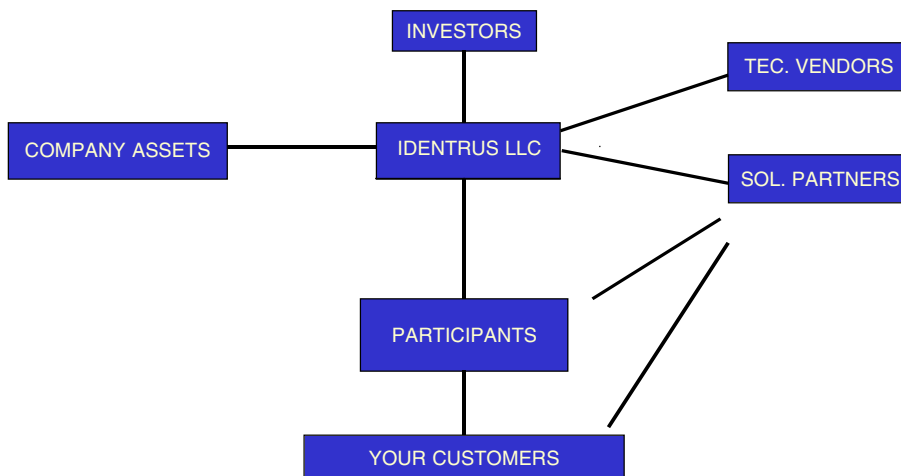 INVESTORS
TEC. VENDORS
COMPANY ASSETS
IDENTRUS LLC
SOL. PARTNERS
PARTICIPANTS
YOUR CUSTOMERS